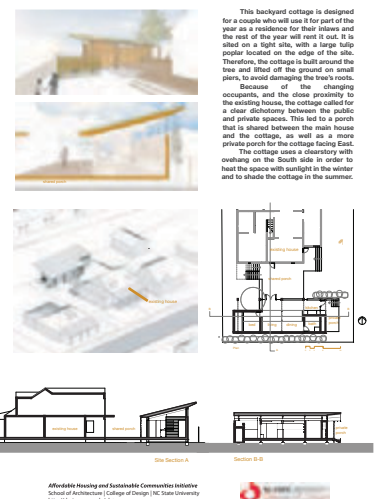 This backyard cottage is designed
for a couple who will use it for part of the
year as a residence for their inlaws and
the rest of the year will rent it out. It is
sited on a tight site, with a large tulip
poplar located on the edge of the site.
Therefore, the cottage is built around the
tree and lifted off the ground on small
piers, to avoid damaging the tree's roots.
Because of the changing
occupants, and the close proximity to
the existing house, the cottage called for
a clear dichotomy between the public
and private spaces. This led to a porch
that is shared between the main house
and the cottage, as well as a more
private porch for the cottage facing East.
The cottage uses a clearstory with
ovehang on the South side in order to
heat the space with sunlight in the winter
and to shade the cottage in the summer.
shared porch
existing house
existing house
shared porch
bed
living
dining
existing house
shared porch
private
porch
Site Section A
Section B-B
Affordable Housing and Sustainable Communities Initiative
School of Architecture | College of Design | NC State University